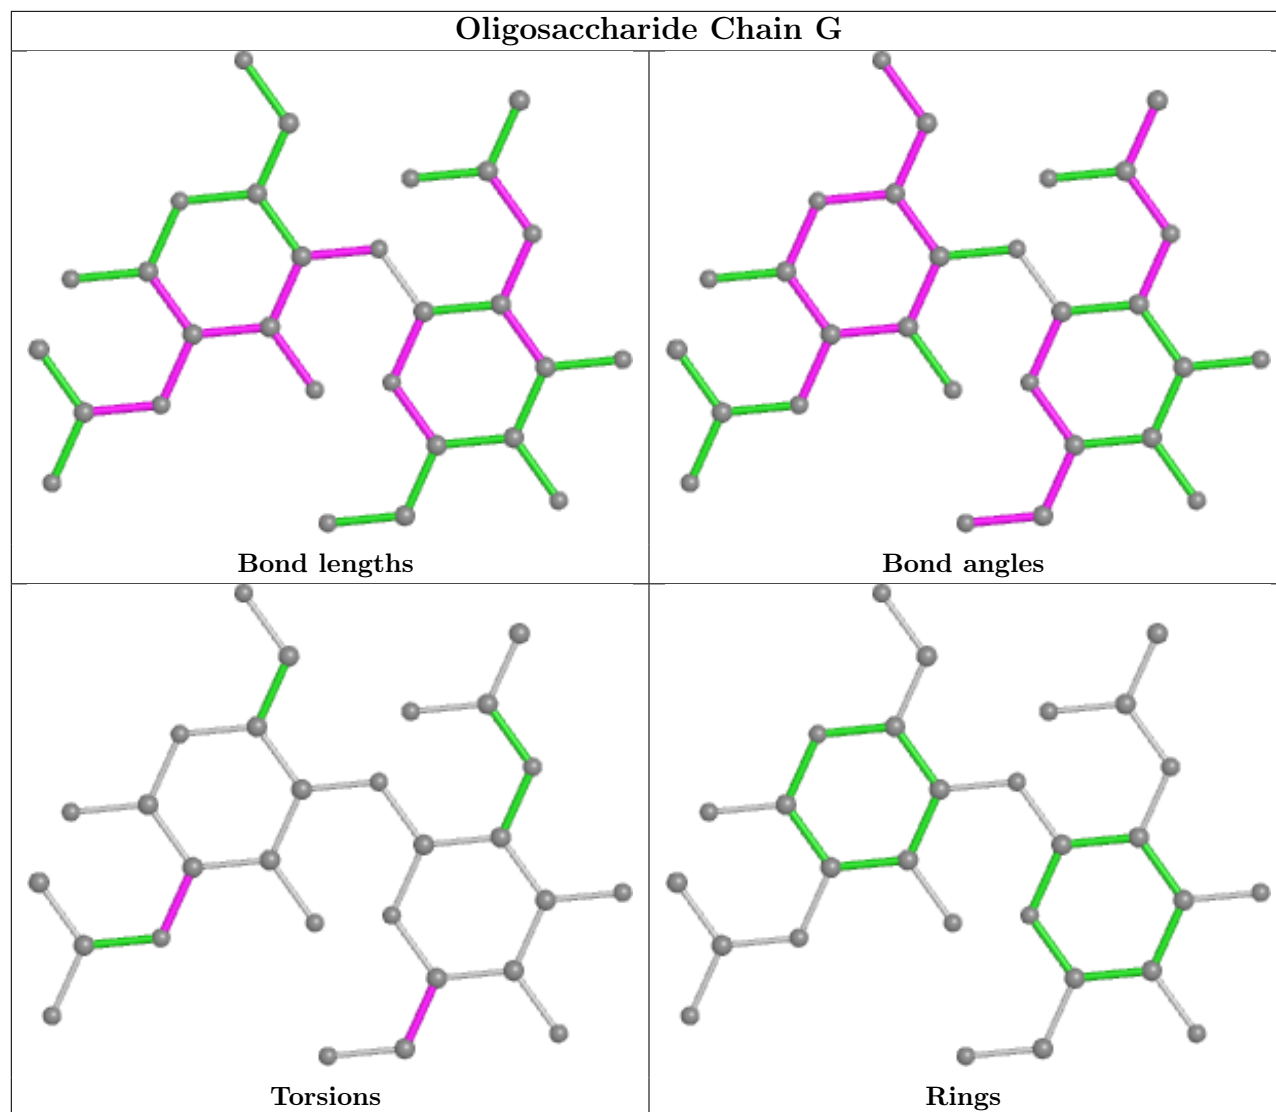 Oligosaccharide Chain G
Bond lengths
Bond angles
Torsions
Rings